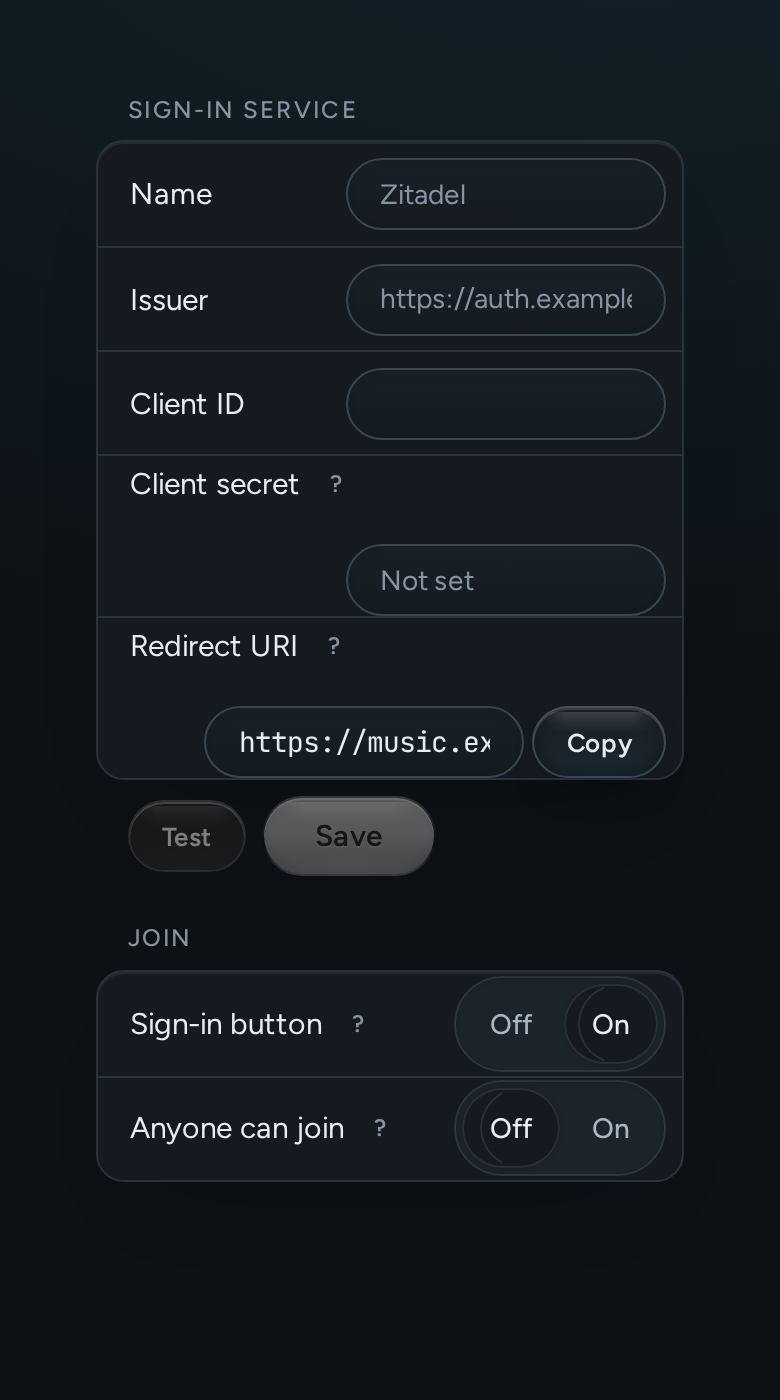 SIGN-IN SERVICE
Name Zitadel
Issuer https://auth.example
Client ID
Client secret ?
Not set
Redirect URI ?
https://music.ex Copy
Test Save
JOIN
Sign-in button ? Off On
Anyone can join ? Off On